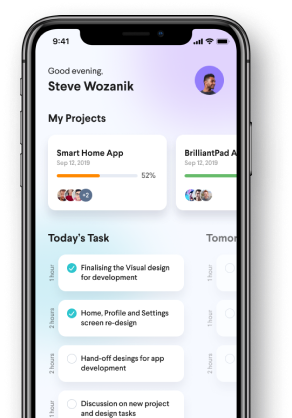 9:41
Good evening,
Steve Wozanik
My Projects
Smart Home App
Sep 12, 2019
52%
+2
BrilliantPad A
Sep 12, 2019
Today's Task
Tomor
1 hour
Finalising the Visual design
for development
1 hour
2 hours
Home, Profile and Settings
screen re-design
1 hour
2 hours
Hand-off desings for app
development
2 hours
1 hour
Discussion on new project
and design tasks